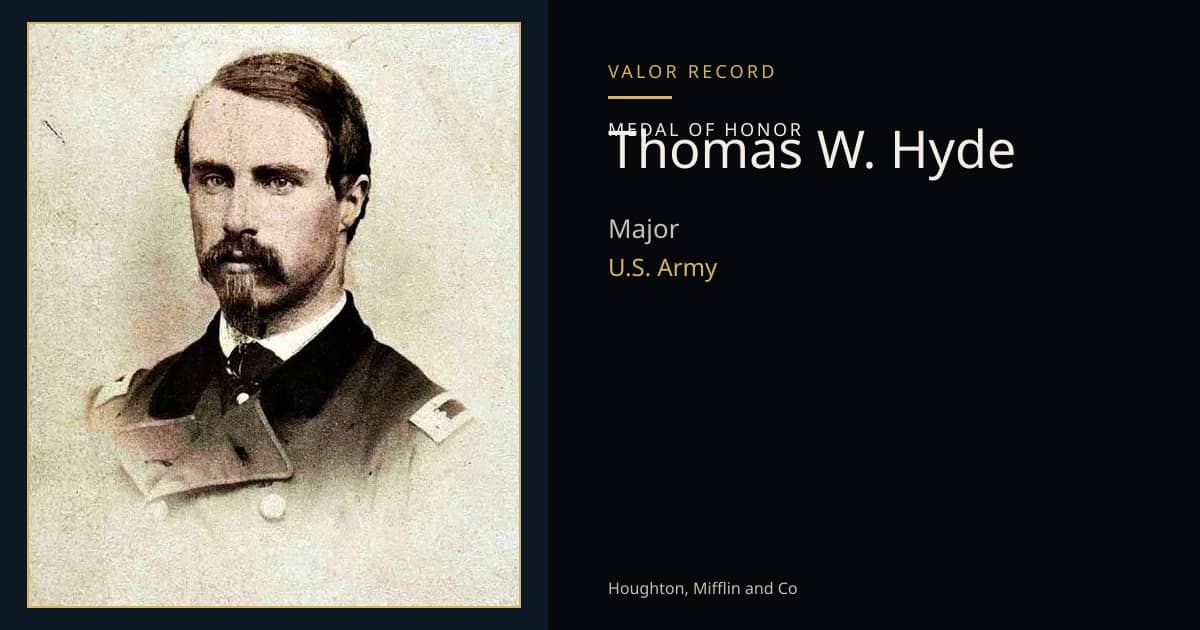 VALOR RECORD
MEDAL OF HONOR
Thomas W. Hyde
Major
U.S. Army
Houghton, Mifflin and Co